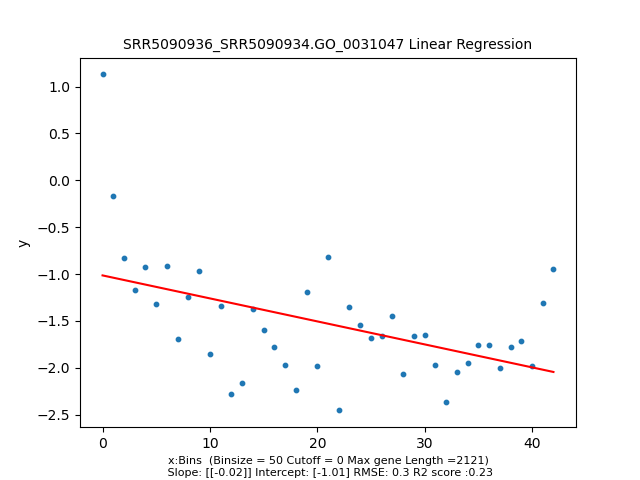 SRR5090936_SRR5090934.GO_0031047 Linear Regression
1.0
0.5
0.0
−0.5
−1.0
−1.5
−2.0
−2.5
y
0 10 20 30 40
x:Bins (Binsize = 50 Cutoff = 0 Max gene Length =2121)
Slope: [[-0.02]] Intercept: [-1.01] RMSE: 0.3 R2 score :0.23